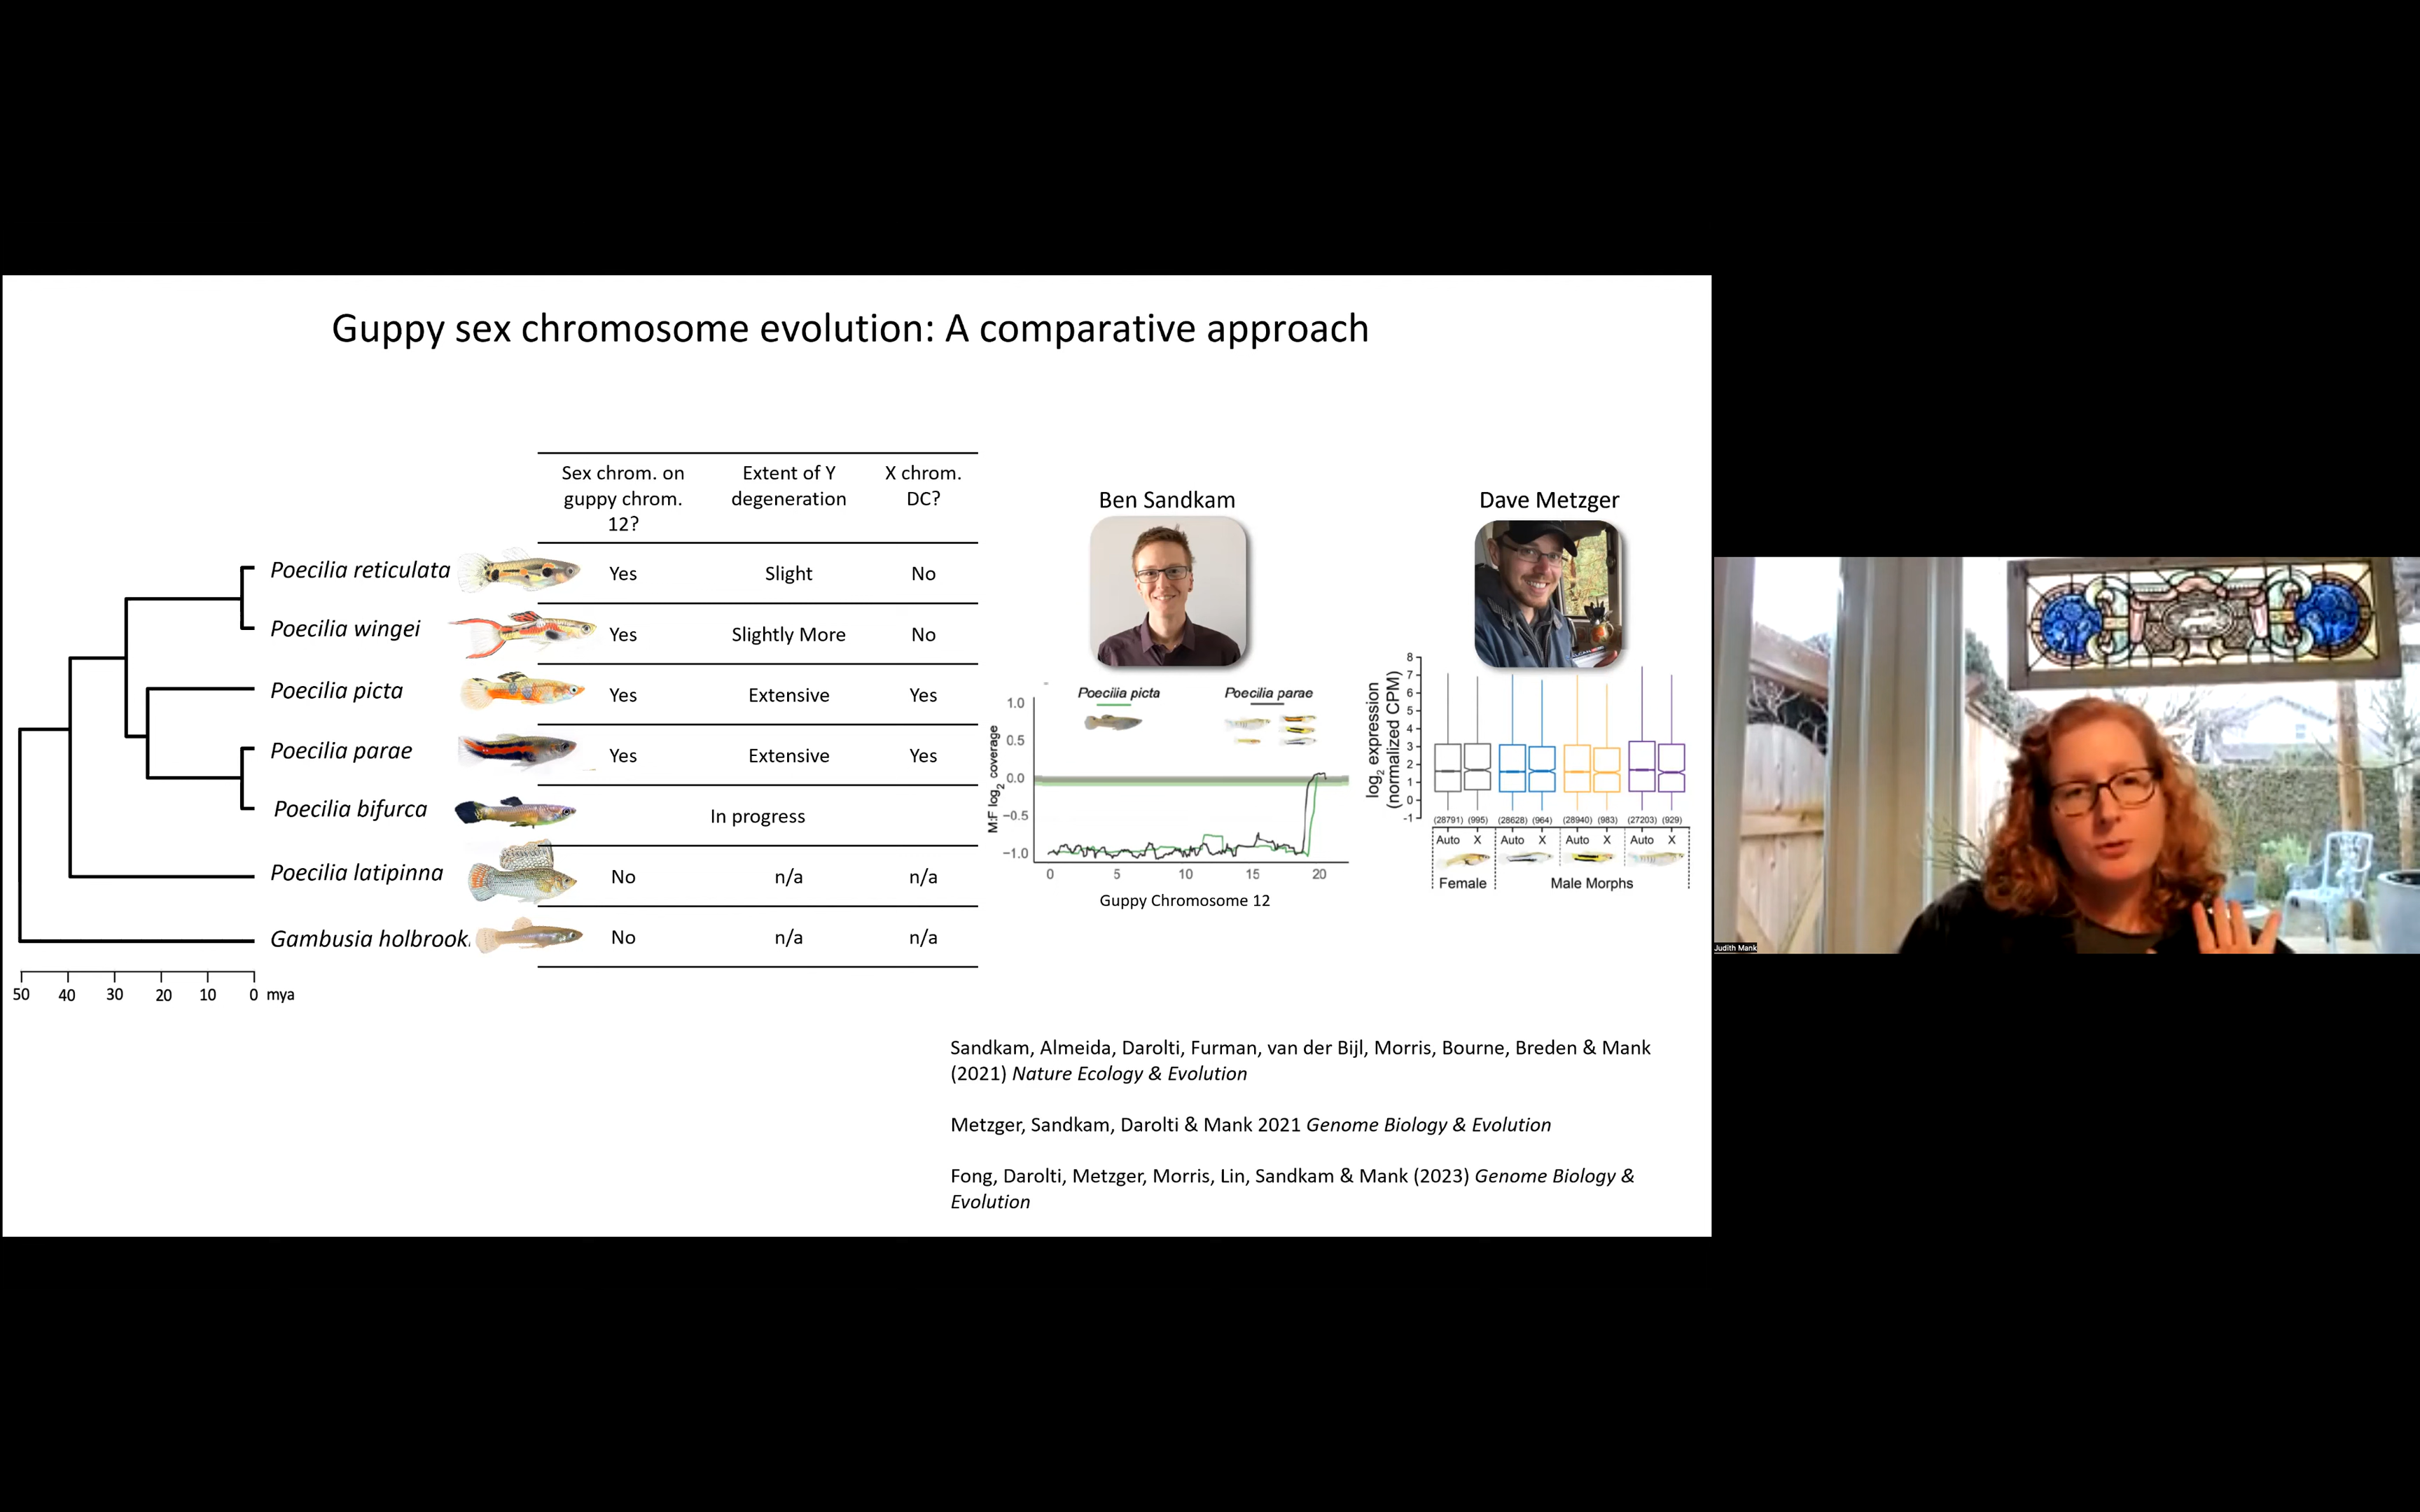 Guppy sex chromosome evolution: A comparative approach
Sex chrom. on
guppy chrom.
12?
Extent of Y
degeneration
X chrom.
DC?
Poecilia reticulata
Yes
Slight
No
Poecilia wingei
Yes
Slightly More
No
Poecilia picta
Yes
Extensive
Yes
Poecilia parae
Yes
Extensive
Yes
Poecilia bifurca
In progress
Poecilia latipinna
No
n/a
n/a
Gambusia holbrook
No
n/a
n/a
50 40 30 20 10 0 mya
Ben Sandkam
Poecilia picta
Poecilia parae
M:F log2 coverage
1.0
0.5
0.0
−0.5
−1.0
0 5 10 15 20
Guppy Chromosome 12
Dave Metzger
log2 expression
(normalized CPM)
8
7
6
5
4
3
2
1
0
-1
(28791) (995) (28628) (964) (28940) (983) (27203) (929)
Auto X Auto X Auto X Auto X
Female
Male Morphs
Sandkam, Almeida, Darolti, Furman, van der Bijl, Morris, Bourne, Breden & Mank
(2021) Nature Ecology & Evolution
Metzger, Sandkam, Darolti & Mank 2021 Genome Biology & Evolution
Fong, Darolti, Metzger, Morris, Lin, Sandkam & Mank (2023) Genome Biology &
Evolution
Judith Mank